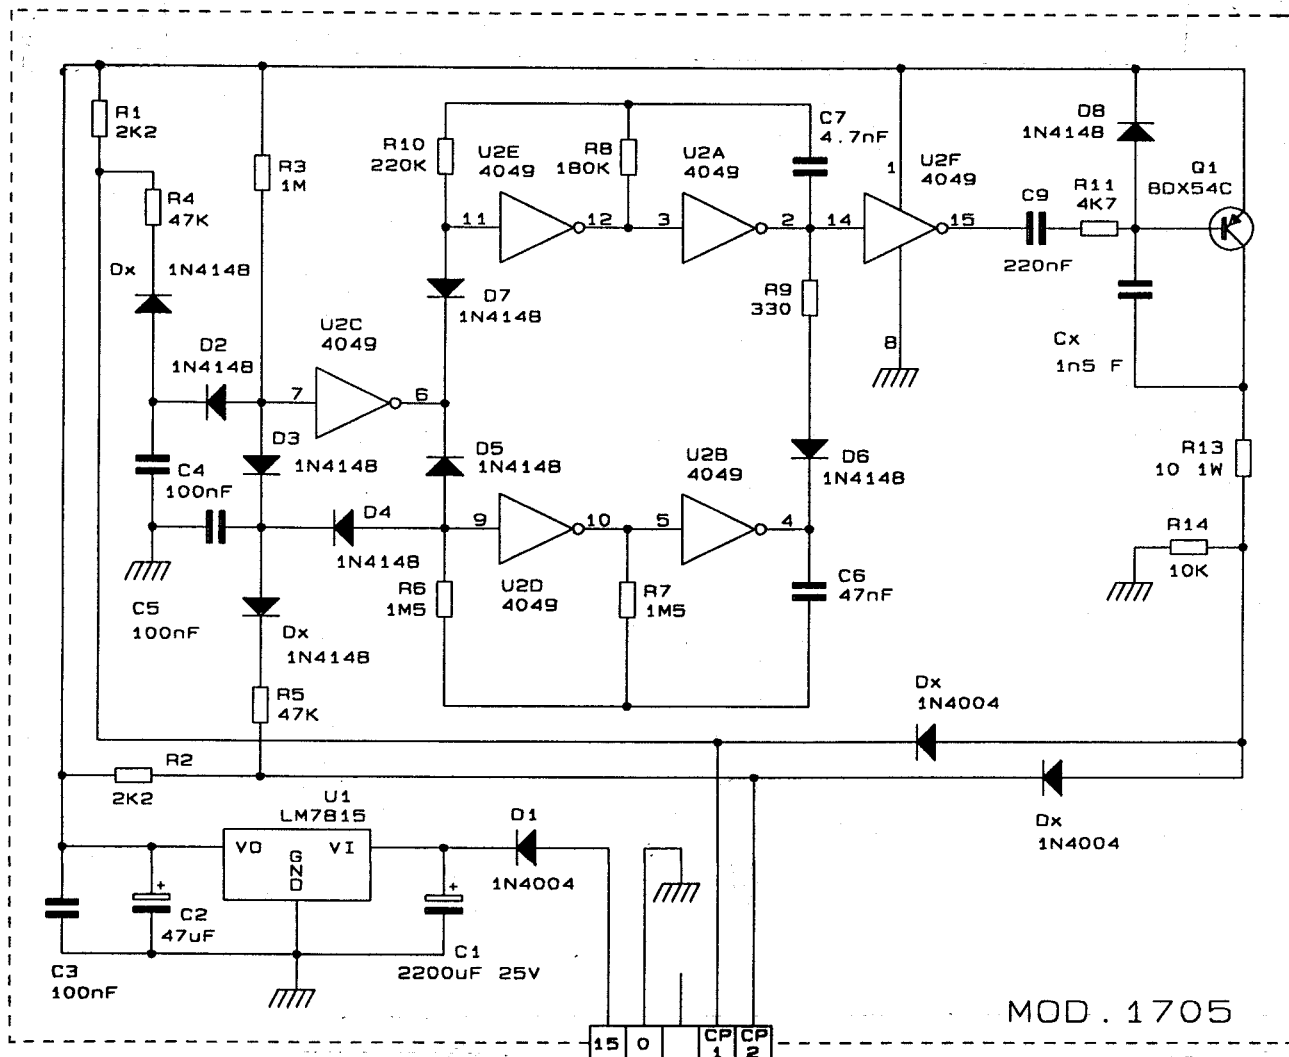 R1
2K2
R4
47K
Dx 1N4148
R3
1M
D2
1N4148
C4
100nF
C5
100nF
D3
1N4148
D4
1N4148
Dx
1N4148
R5
47K
U2C
4049
7
6
R10
220K
U2E
4049
11
12
R8
180K
U2A
4049
3
2
C7
4.7nF
1
U2F
4049
14
15
8
D7
1N4148
R9
330
D5
1N4148
9
10
U2D
4049
R6
1M5
R7
1M5
U2B
4049
5
4
D6
1N4148
C6
47nF
C9
220nF
R11
4K7
D8
1N4148
Q1
BDX54C
Cx
1n5 F
R13
10 1W
R14
10K
Dx
1N4004
Dx
1N4004
R2
2K2
U1
LM7815
VO
GND
VI
D1
1N4004
C3
100nF
C2
+
47uF
C1
+
2200uF 25V
15
0
CP
1
CP
2
MOD. 1705